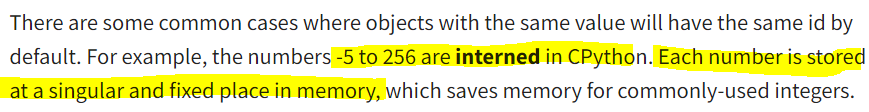 There are some common cases where objects with the same value will have the same id by
default. For example, the numbers -5 to 256 are interned in CPython. Each number is stored
at a singular and fixed place in memory, which saves memory for commonly-used integers.